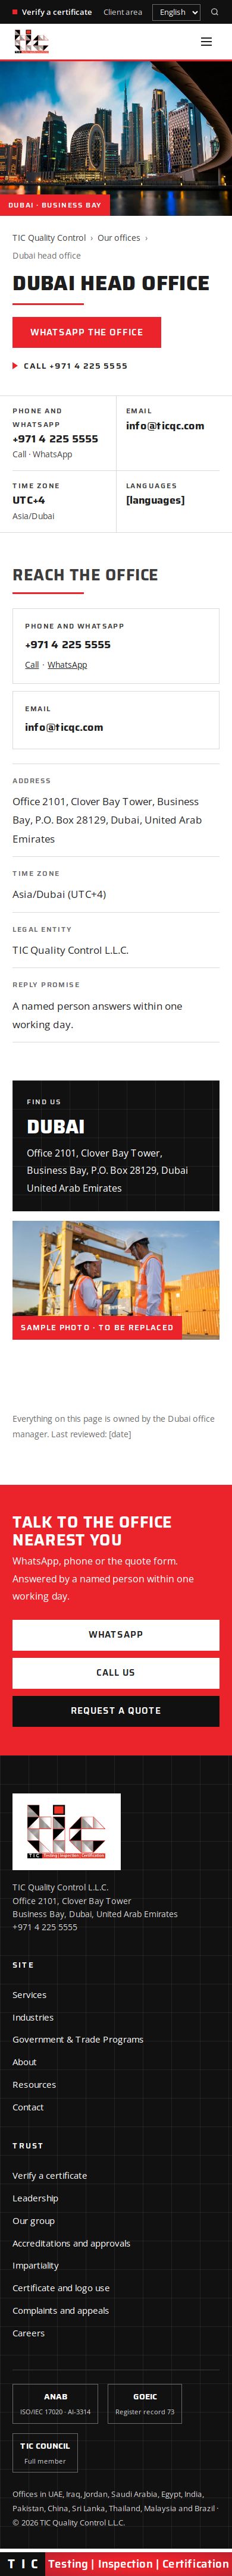 Verify a certificate
Client area
English
tic
DUBAI · BUSINESS BAY
TIC Quality Control › Our offices ›
Dubai head office
DUBAI HEAD OFFICE
WHATSAPP THE OFFICE
CALL +971 4 225 5555
PHONE AND
WHATSAPP
+971 4 225 5555
Call · WhatsApp
EMAIL
info@ticqc.com
TIME ZONE
UTC+4
Asia/Dubai
LANGUAGES
[languages]
REACH THE OFFICE
PHONE AND WHATSAPP
+971 4 225 5555
Call · WhatsApp
EMAIL
info@ticqc.com
ADDRESS
Office 2101, Clover Bay Tower, Business
Bay, P.O. Box 28129, Dubai, United Arab
Emirates
TIME ZONE
Asia/Dubai (UTC+4)
LEGAL ENTITY
TIC Quality Control L.L.C.
REPLY PROMISE
A named person answers within one
working day.
FIND US
DUBAI
Office 2101, Clover Bay Tower,
Business Bay, P.O. Box 28129, Dubai
United Arab Emirates
SAMPLE PHOTO · TO BE REPLACED
Everything on this page is owned by the Dubai office
manager. Last reviewed: [date]
TALK TO THE OFFICE
NEAREST YOU
WhatsApp, phone or the quote form.
Answered by a named person within one
working day.
WHATSAPP
CALL US
REQUEST A QUOTE
tic
TIC Testing | Inspection | Certification
TIC Quality Control L.L.C.
Office 2101, Clover Bay Tower
Business Bay, Dubai, United Arab Emirates
+971 4 225 5555
SITE
Services
Industries
Government & Trade Programs
About
Resources
Contact
TRUST
Verify a certificate
Leadership
Our group
Accreditations and approvals
Impartiality
Certificate and logo use
Complaints and appeals
Careers
ANAB
ISO/IEC 17020 · AI-3314
GOEIC
Register record 73
TIC COUNCIL
Full member
Offices in UAE, Iraq, Jordan, Saudi Arabia, Egypt, India,
Pakistan, China, Sri Lanka, Thailand, Malaysia and Brazil ·
© 2026 TIC Quality Control L.L.C.
TIC Testing | Inspection | Certification